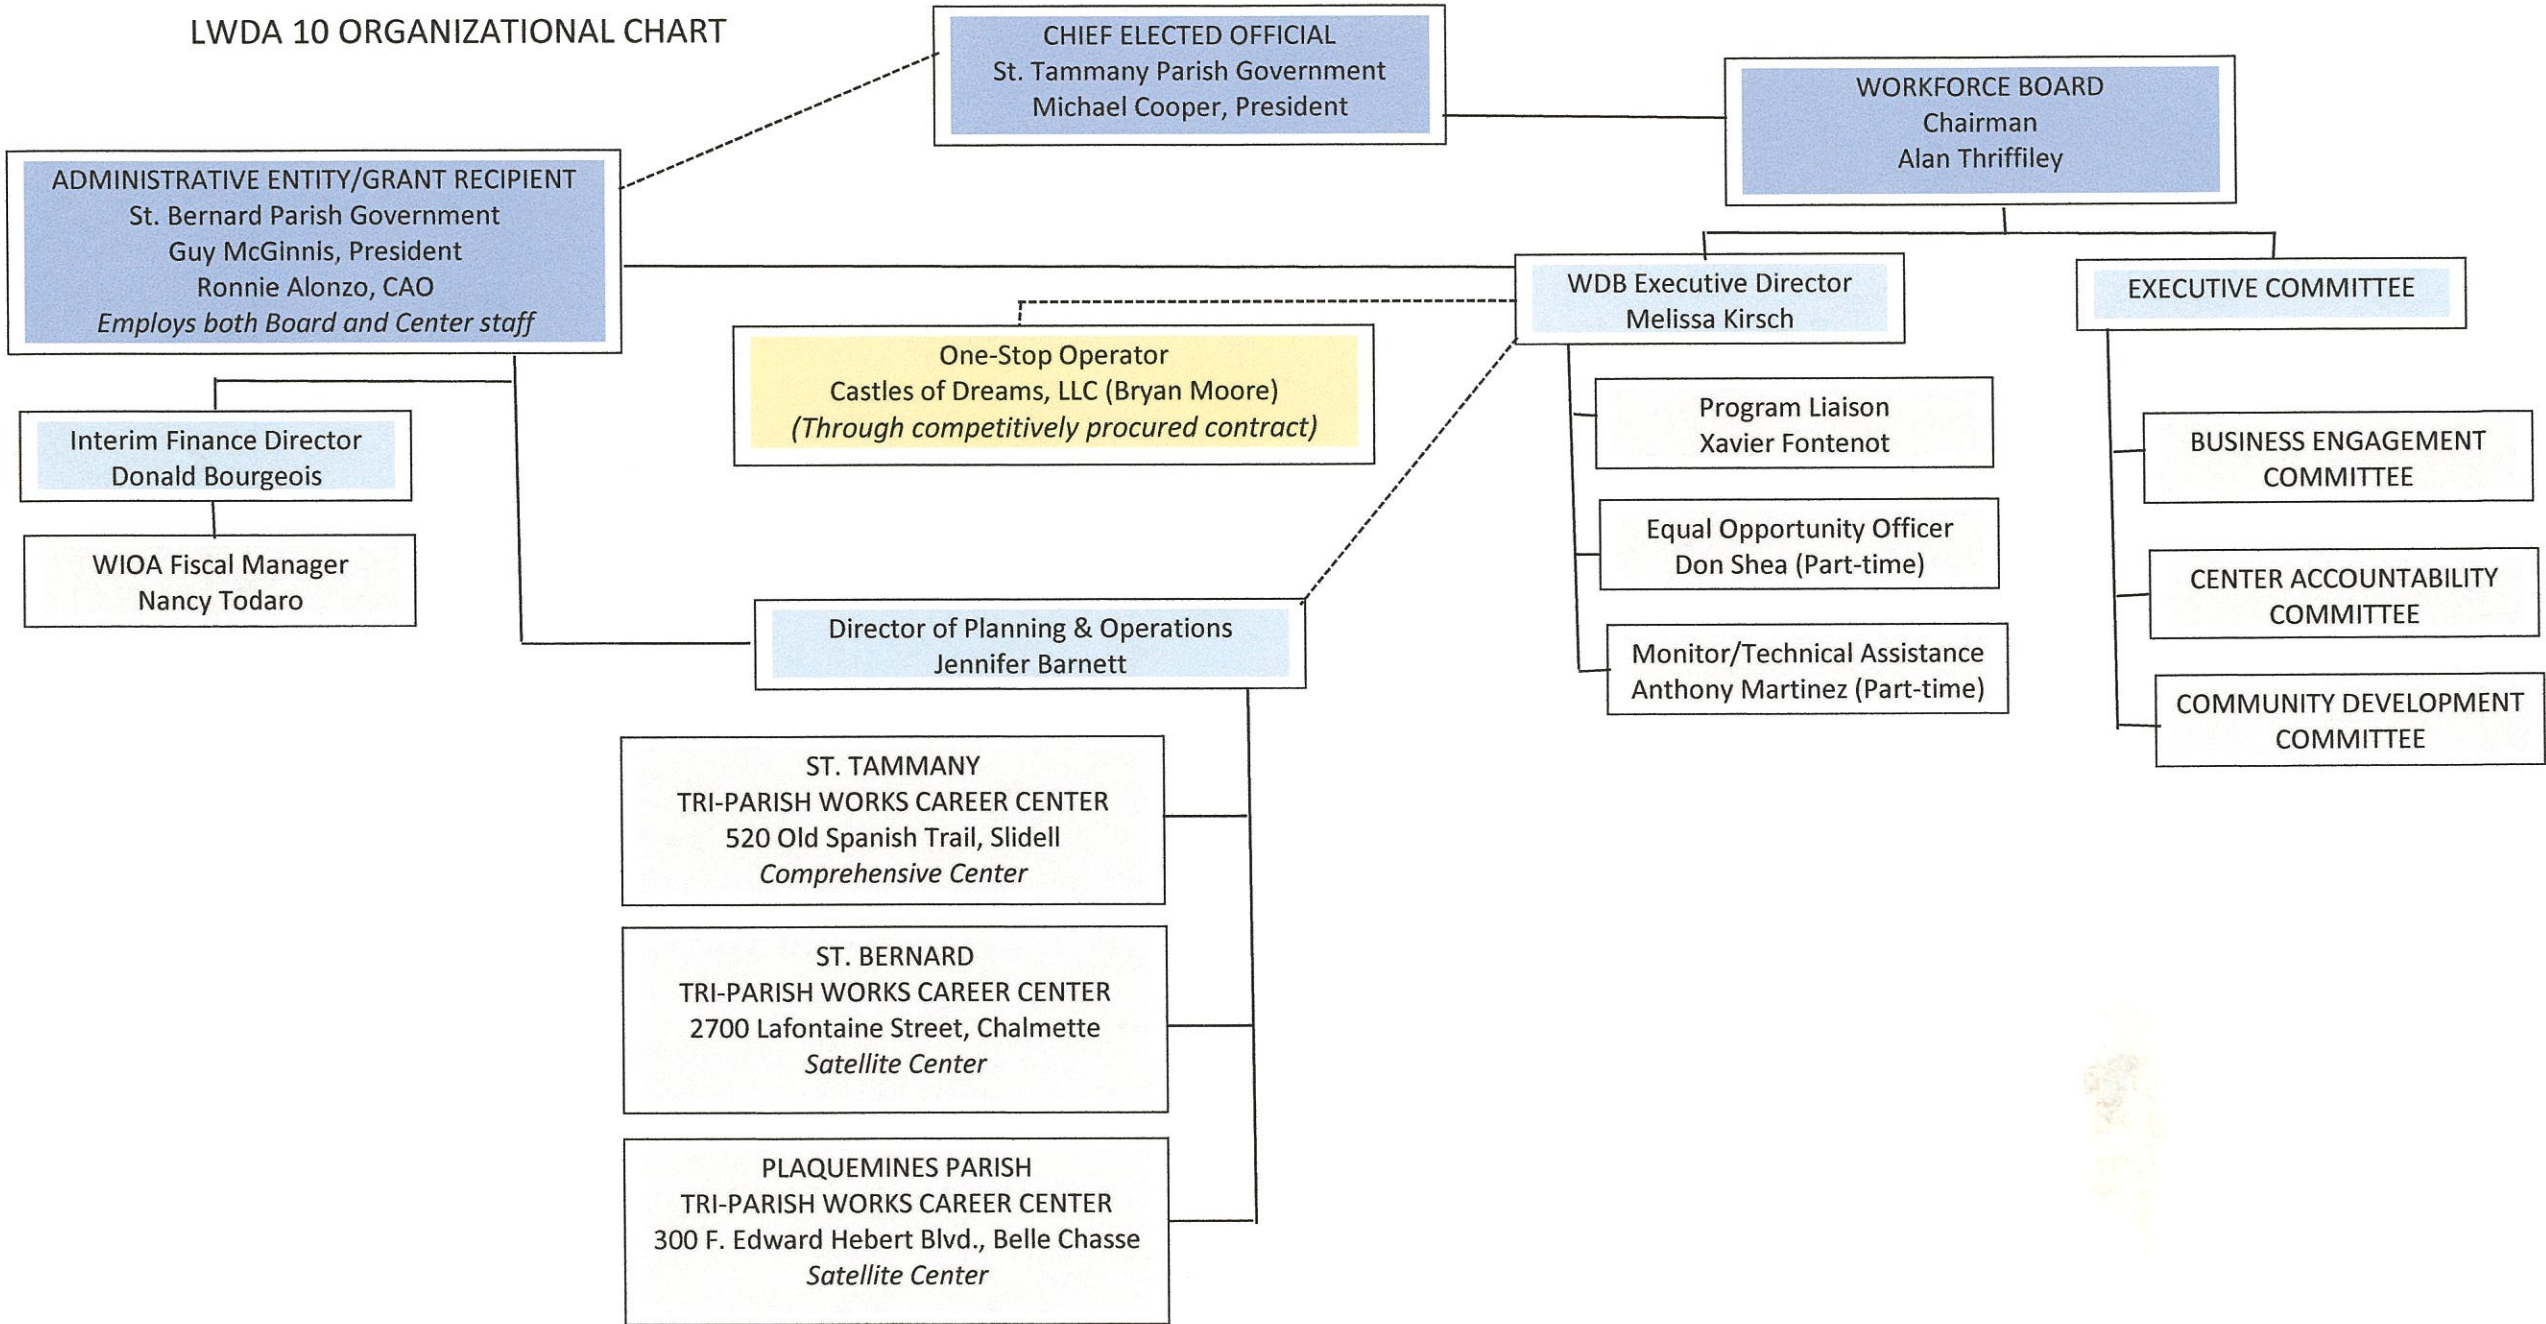 LWDA 10 ORGANIZATIONAL CHART
CHIEF ELECTED OFFICIAL
St. Tammany Parish Government
Michael Cooper, President
WORKFORCE BOARD
Chairman
Alan Thriffiley
ADMINISTRATIVE ENTITY/GRANT RECIPIENT
St. Bernard Parish Government
Guy McGinnis, President
Ronnie Alonzo, CAO
Employs both Board and Center staff
WDB Executive Director
Melissa Kirsch
EXECUTIVE COMMITTEE
One-Stop Operator
Castles of Dreams, LLC (Bryan Moore)
(Through competitively procured contract)
Interim Finance Director
Donald Bourgeois
WIOA Fiscal Manager
Nancy Todaro
Program Liaison
Xavier Fontenot
Equal Opportunity Officer
Don Shea (Part-time)
Monitor/Technical Assistance
Anthony Martinez (Part-time)
BUSINESS ENGAGEMENT
COMMITTEE
CENTER ACCOUNTABILITY
COMMITTEE
COMMUNITY DEVELOPMENT
COMMITTEE
Director of Planning & Operations
Jennifer Barnett
ST. TAMMANY
TRI-PARISH WORKS CAREER CENTER
520 Old Spanish Trail, Slidell
Comprehensive Center
ST. BERNARD
TRI-PARISH WORKS CAREER CENTER
2700 Lafontaine Street, Chalmette
Satellite Center
PLAQUEMINES PARISH
TRI-PARISH WORKS CAREER CENTER
300 F. Edward Hebert Blvd., Belle Chasse
Satellite Center